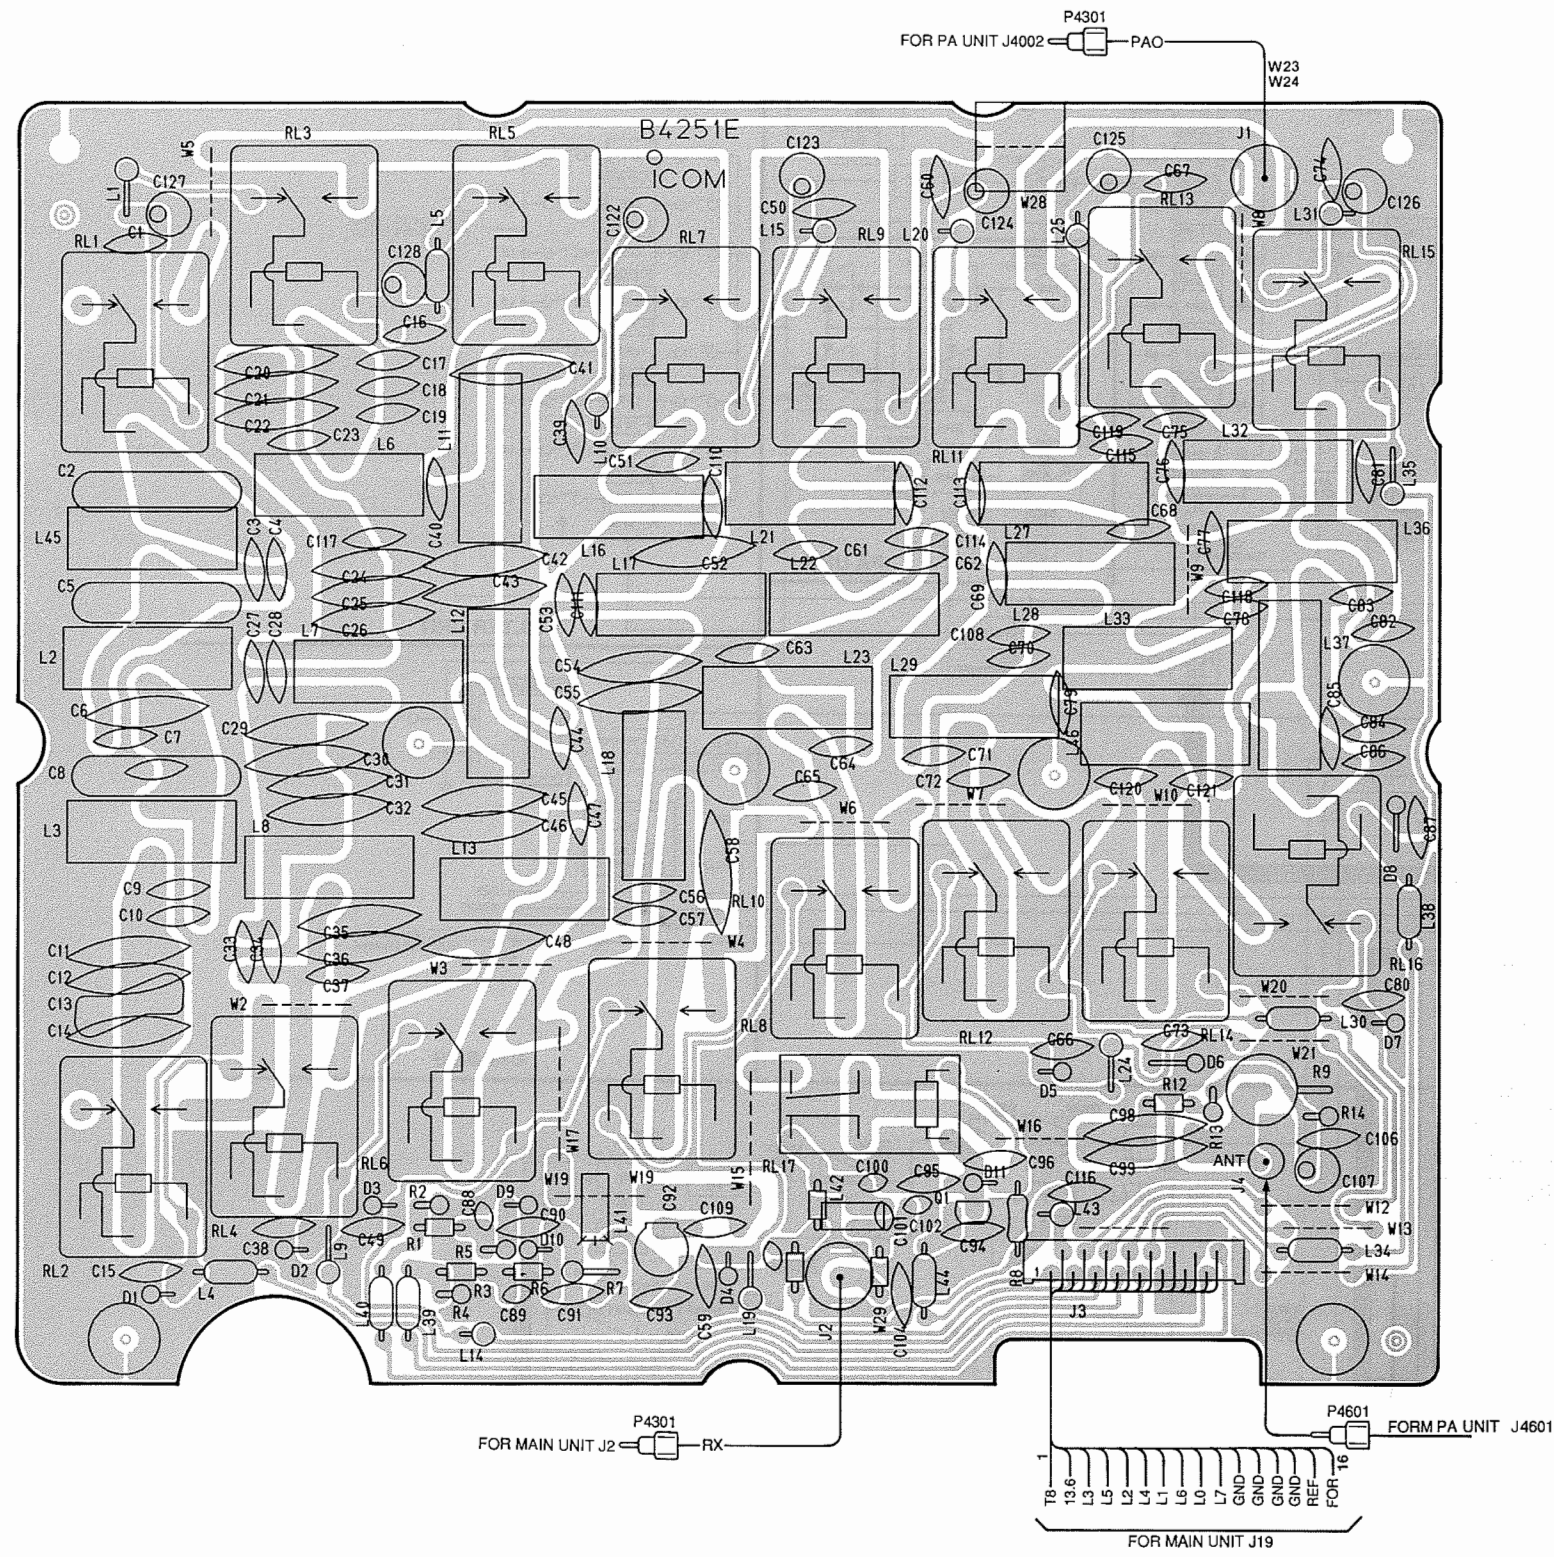 P4301
FOR PA UNIT J4002 PAO
W23
W24
B4251E
ICOM
RL3 RL5 C123 C125 J1
W5 C60 C67 C74
L1 C127 C50 C124 W28 RL13 L31 C126
C1 L5 C122 L15 RL9 L20 L25 W8
RL1 C128 RL7 RL15
C16
C20 C17 C41
C21 C18
C22 C19
C23 L6 L11 C39 L10 C119 C75 L32
C2 C51 C110 RL11 C115 C76 C81 L35
L45 C3 C4 C40 C112 C113 C68
C117 L16 L21 C61 C114 L27 C77 L36
C24 C42 L17 C52 L22 C62 W9
C5 C25 C43 C53 C111 C69 C118 C83
C27 C28 L7 C26 L12 L28 L33 C78 C82
L2 C54 C63 L23 L29 C108 C70 L37
C6 C55 C79 C85
C7 C29 C44 L18 C64 C71 L46 C84
C8 C30 C65 C72 W7 C86
C31 C45 C47 W6 C120 W10 C121
L3 C32 C46 C58 C87
L8 L13 D8
C9 C56 RL10 L38
C10 C57
C11 C33 C34 C35 C48 W4
C12 C36 W3 RL16
C13 C37 W2 W20 C80
C14 RL8 RL12 C66 C73 RL14 L30 D7
W21
D5 L24 D6 R9
R12 R14
W17 W16 C98 R13 C106
RL6 W15 RL17 C99 ANT
D3 R2 C88 D9 W19 W19 C92 L42 C100 C95 D11 C96 J4 C107
RL4 C90 L41 C109 C101 C102 Q1 C116 W12
C38 C49 R1 D10 C94 L43 W13
RL2 C15 D2 L9 R5 R8 L34
D1 L4 R3 R6 R7 D4 L44 W14
L40 L39 R4 C89 C91 C93 C59 L19 J2 W29 C104 1 J3
L14
P4301
FOR MAIN UNIT J2 RX
P4601
FORM PA UNIT J4601
1 16
T8
13.6
L3
L5
L2
L4
L1
L6
L0
L7
GND
GND
GND
GND
REF
FOR
FOR MAIN UNIT J19